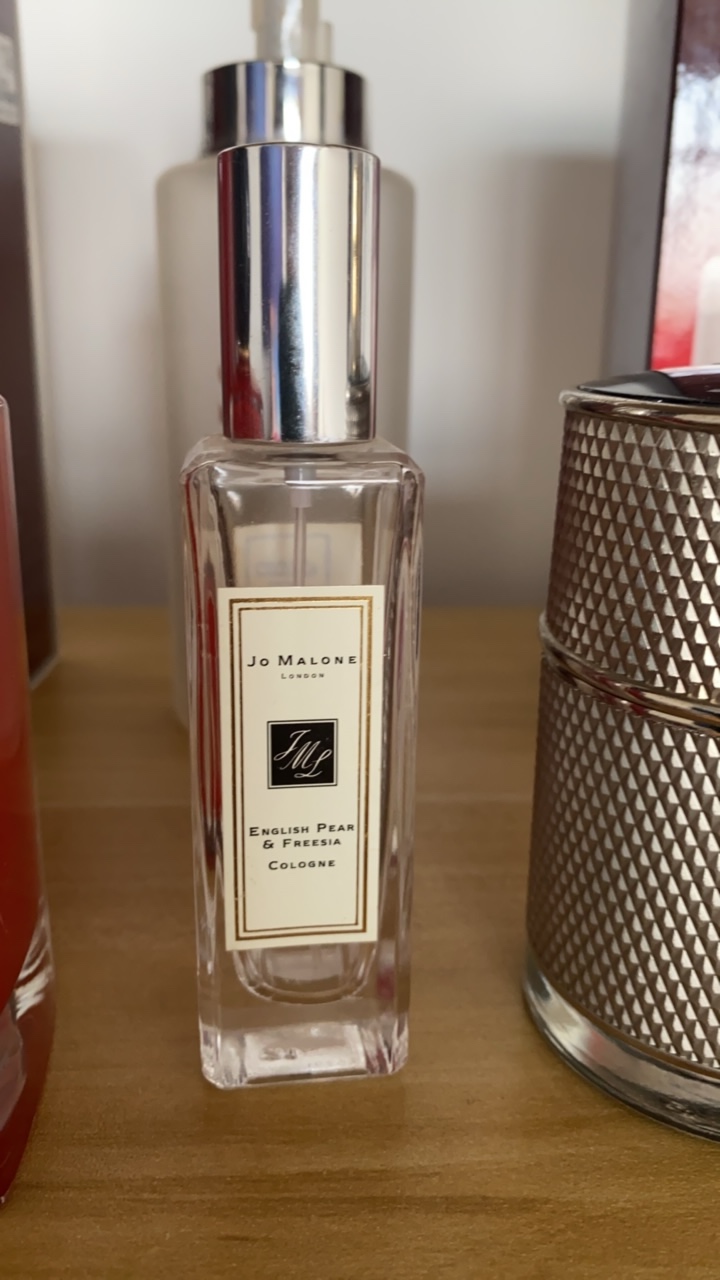 Jo Malone
London
JML
English Pear
& Freesia
Cologne